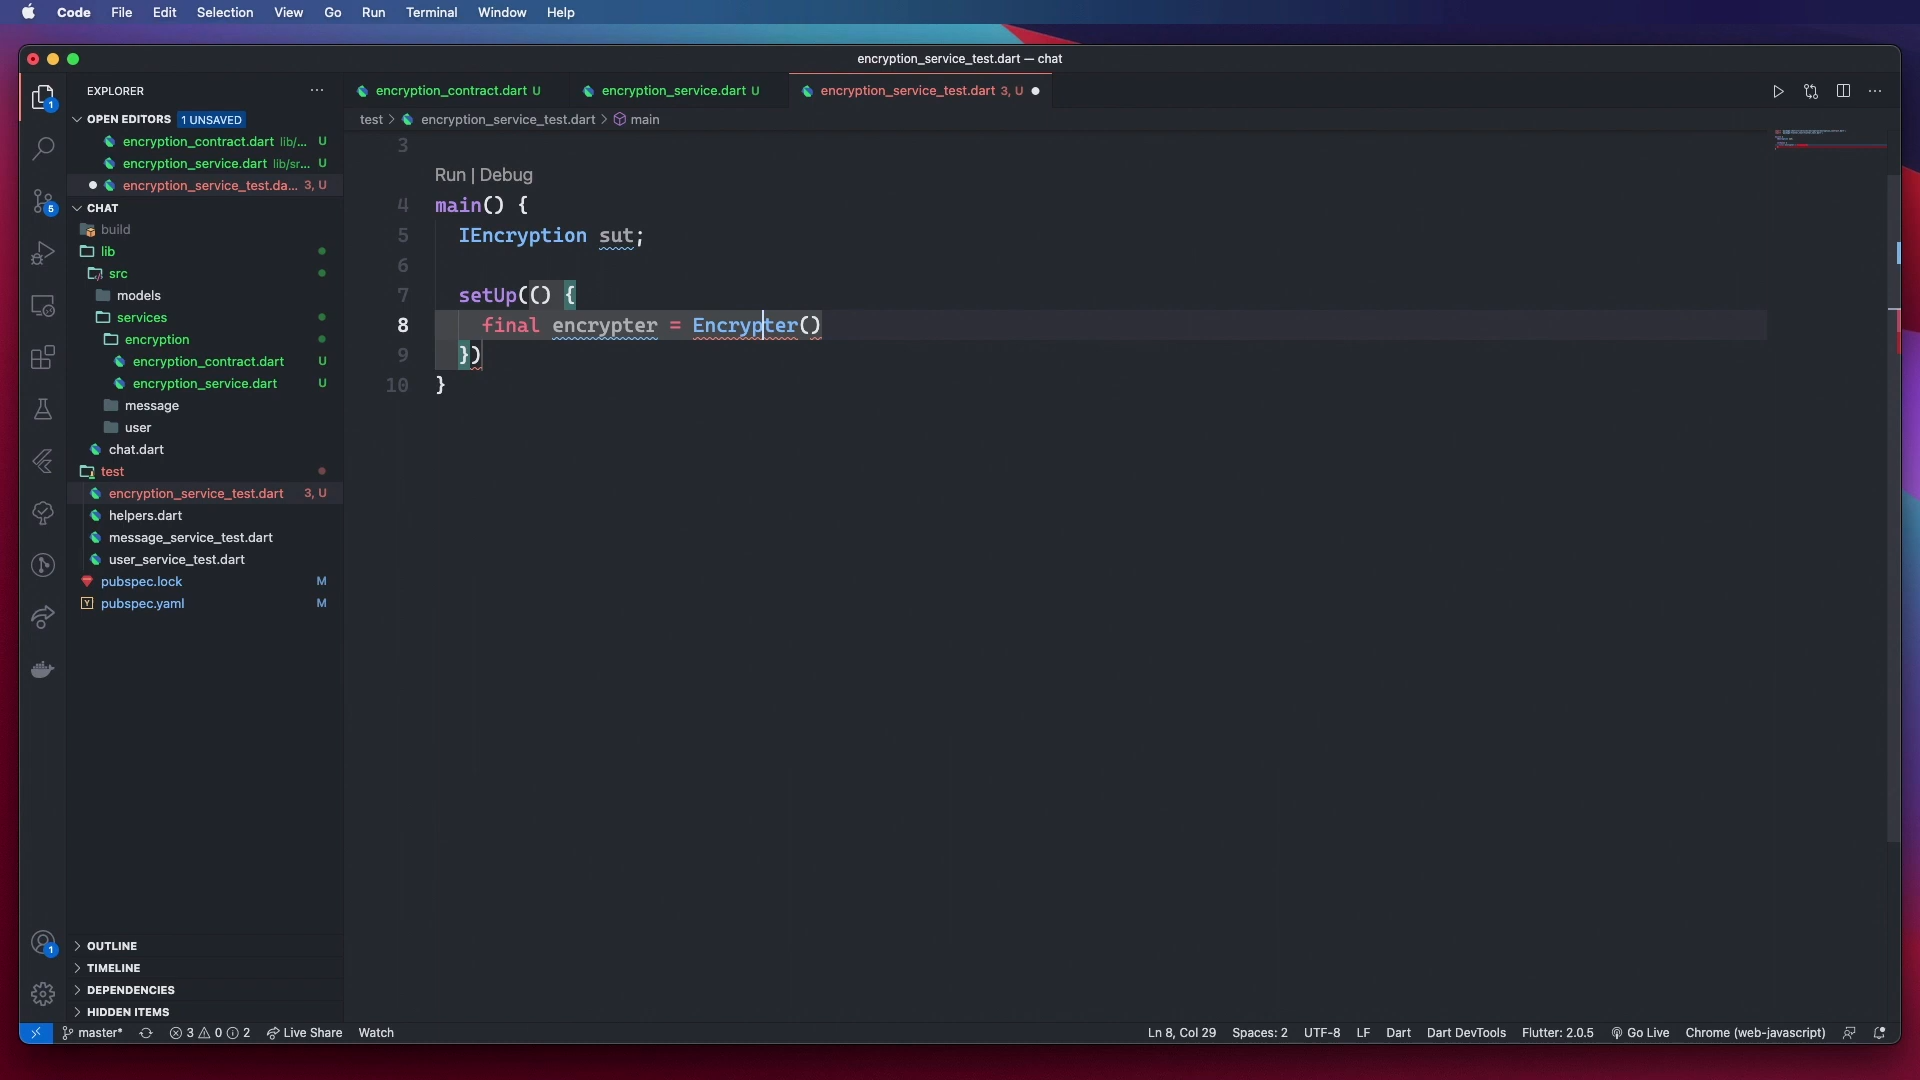 Code File Edit Selection View Go Run Terminal Window Help
encryption_service_test.dart — chat
EXPLORER
OPEN EDITORS 1 UNSAVED
encryption_contract.dart lib/... U
encryption_service.dart lib/sr... U
encryption_service_test.da... 3, U
CHAT
build
lib
src
models
services
encryption
encryption_contract.dart U
encryption_service.dart U
message
user
chat.dart
test
encryption_service_test.dart 3, U
helpers.dart
message_service_test.dart
user_service_test.dart
pubspec.lock M
pubspec.yaml M
OUTLINE
TIMELINE
DEPENDENCIES
HIDDEN ITEMS
1
5
1
encryption_contract.dart U encryption_service.dart U encryption_service_test.dart 3, U
test > encryption_service_test.dart > main
3
Run | Debug
4 main() {
5 IEncryption sut;
6
7 setUp(() {
8 final encrypter = Encrypter()
9 })
10 }
master* 3 0 2 Live Share Watch Ln 8, Col 29 Spaces: 2 UTF-8 LF Dart Dart DevTools Flutter: 2.0.5 Go Live Chrome (web-javascript)